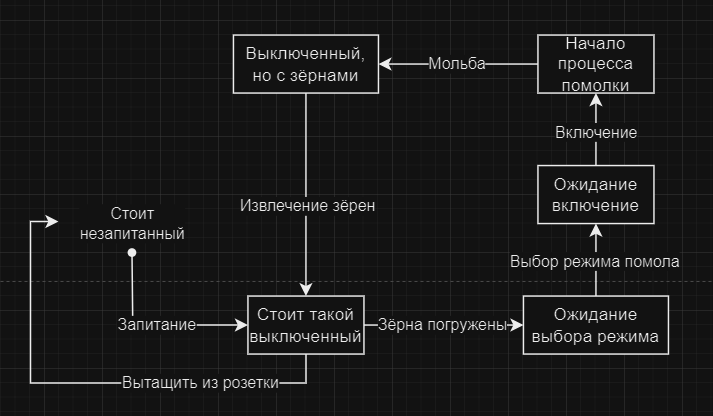 Выключенный,
но с зёрнами
Мольба
Начало
процесса
помолки
Включение
Ожидание
включение
Извлечение зёрен
Стоит
незапитанный
Выбор режима помола
Запитание
Стоит такой
выключенный
Зёрна погружены
Ожидание
выбора режима
Вытащить из розетки